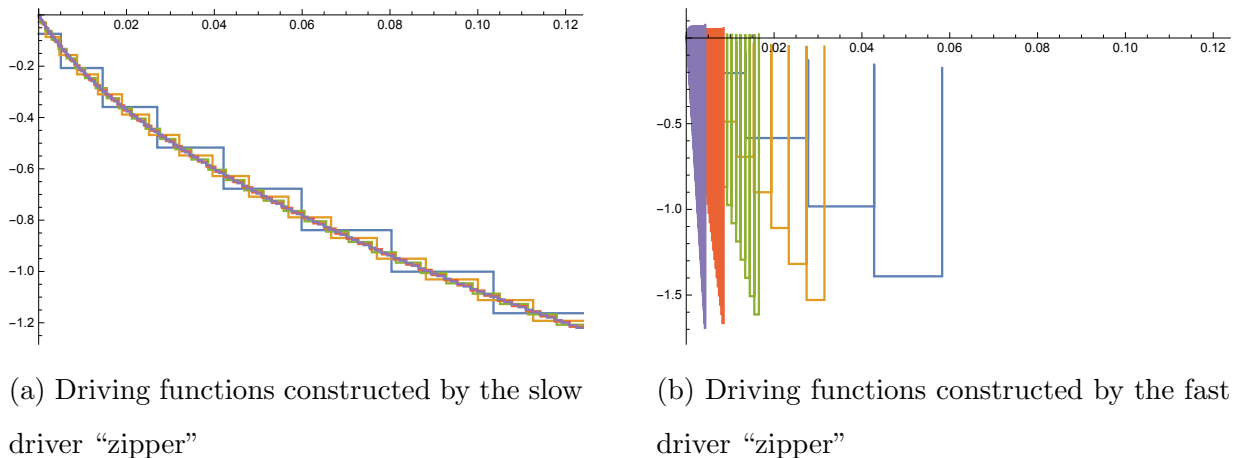 0.02 0.04 0.06 0.08 0.10 0.12
-0.2
-0.4
-0.6
-0.8
-1.0
-1.2
0.02 0.04 0.06 0.08 0.10 0.12
-0.5
-1.0
-1.5
(a) Driving functions constructed by the slow
driver “zipper”
(b) Driving functions constructed by the fast
driver “zipper”